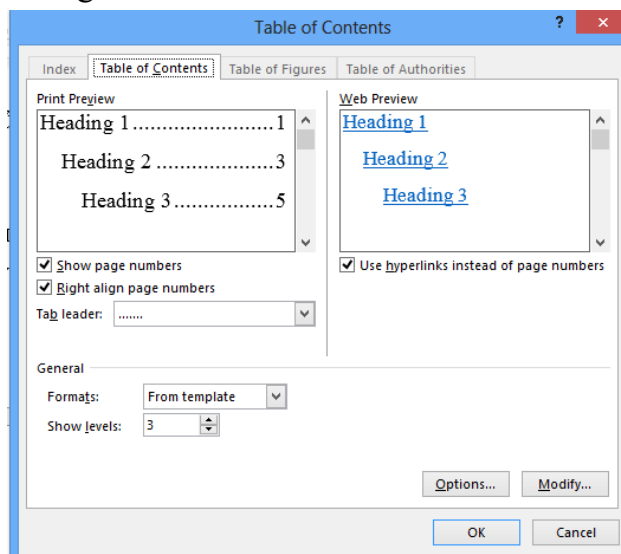 Table of Contents ? ×
Index Table of Contents Table of Figures Table of Authorities
Print Preview
Heading 1........................1
Heading 2...................3
Heading 3..................5
Web Preview
Heading 1
Heading 2
Heading 3
Show page numbers
Right align page numbers
Tab leader: .......
Use hyperlinks instead of page numbers
General
Formats: From template
Show levels: 3
Options... Modify...
OK Cancel